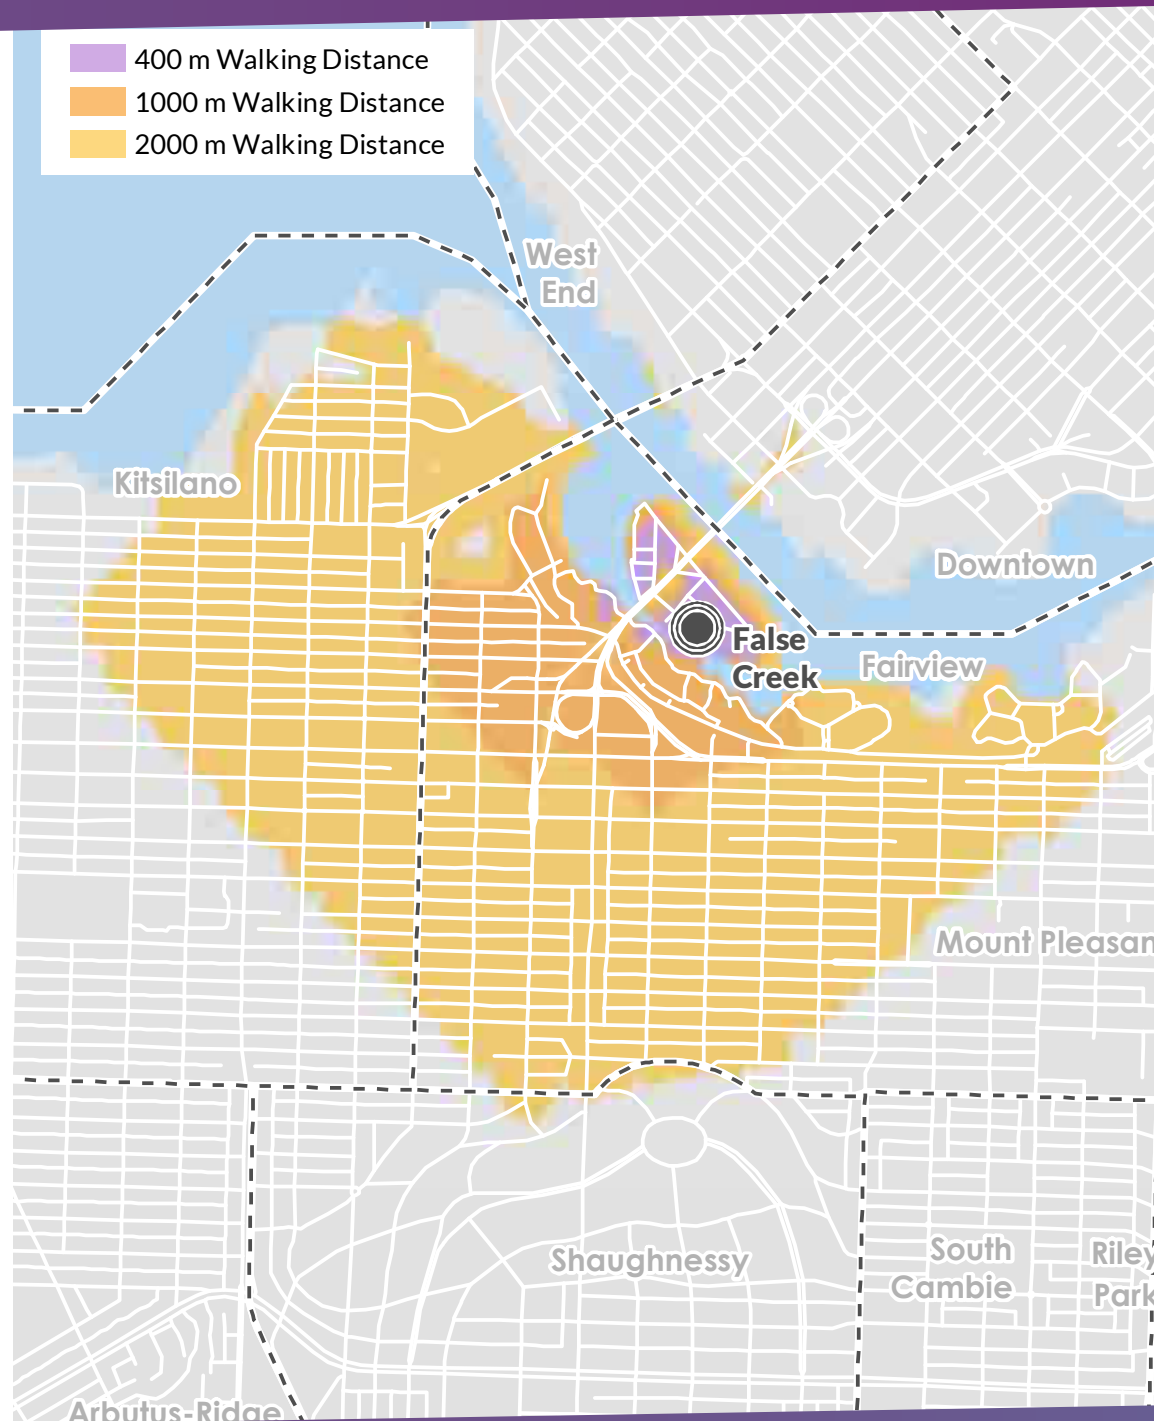 400 m Walking Distance
1000 m Walking Distance
2000 m Walking Distance
West
End
Kitsilano
Downtown
False
Creek
Fairview
Mount Pleasan
Shaughnessy
South
Cambie
Riley
Park
Arbutus-Ridge